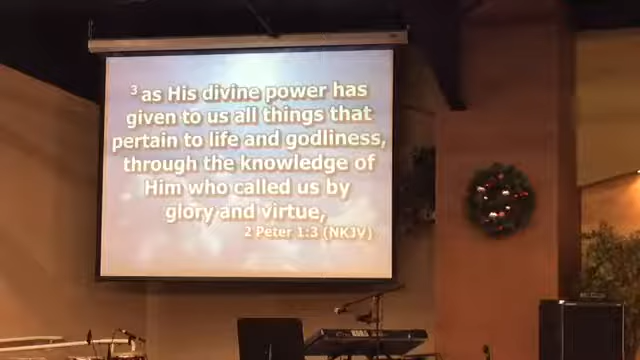 3 as His divine power has
given to us all things that
pertain to life and godliness,
through the knowledge of
Him who called us by
glory and virtue,
2 Peter 1:3 (NKJV)